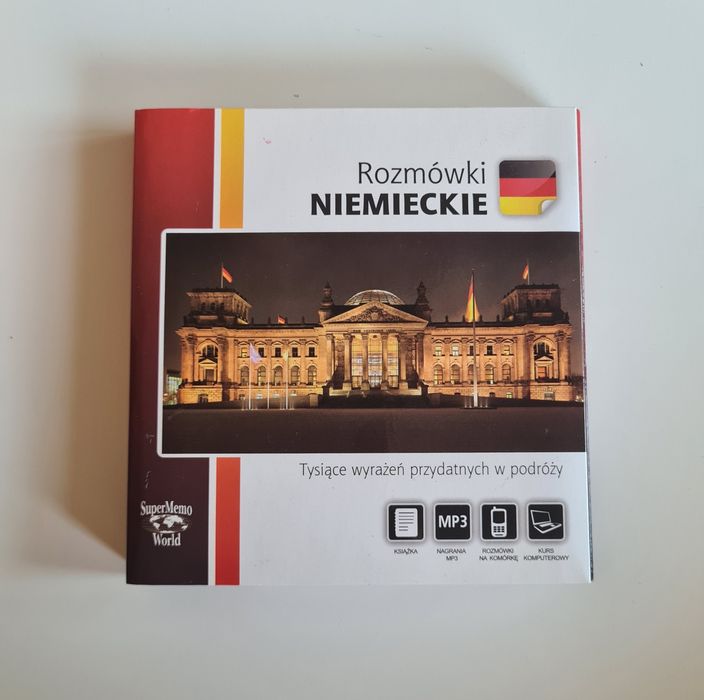 Rozmówki
NIEMIECKIE
Tysiące wyrażeń przydatnych w podróży
SuperMemo
World
MP3
KSIĄŻKA
NAGRANIA
MP3
ROZMÓWKI
NA KOMÓRKĘ
KURS
KOMPUTEROWY